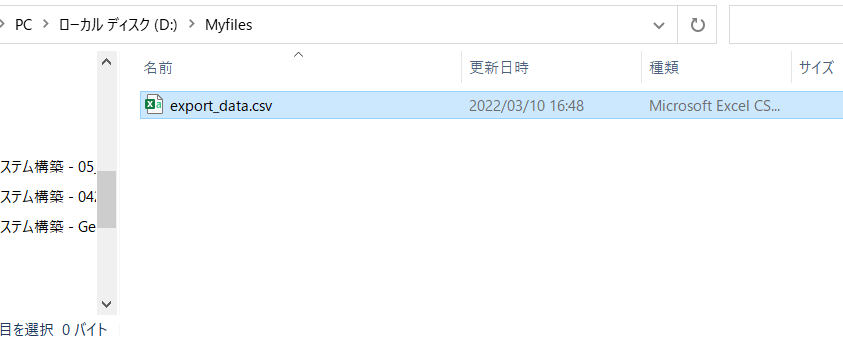 PC > ローカル ディスク (D:) > Myfiles
名前 更新日時 種類 サイズ
export_data.csv 2022/03/10 16:48 Microsoft Excel CS...
ステム構築 - 05_
ステム構築 - 042
ステム構築 - Ge
目を選択 0 バイト